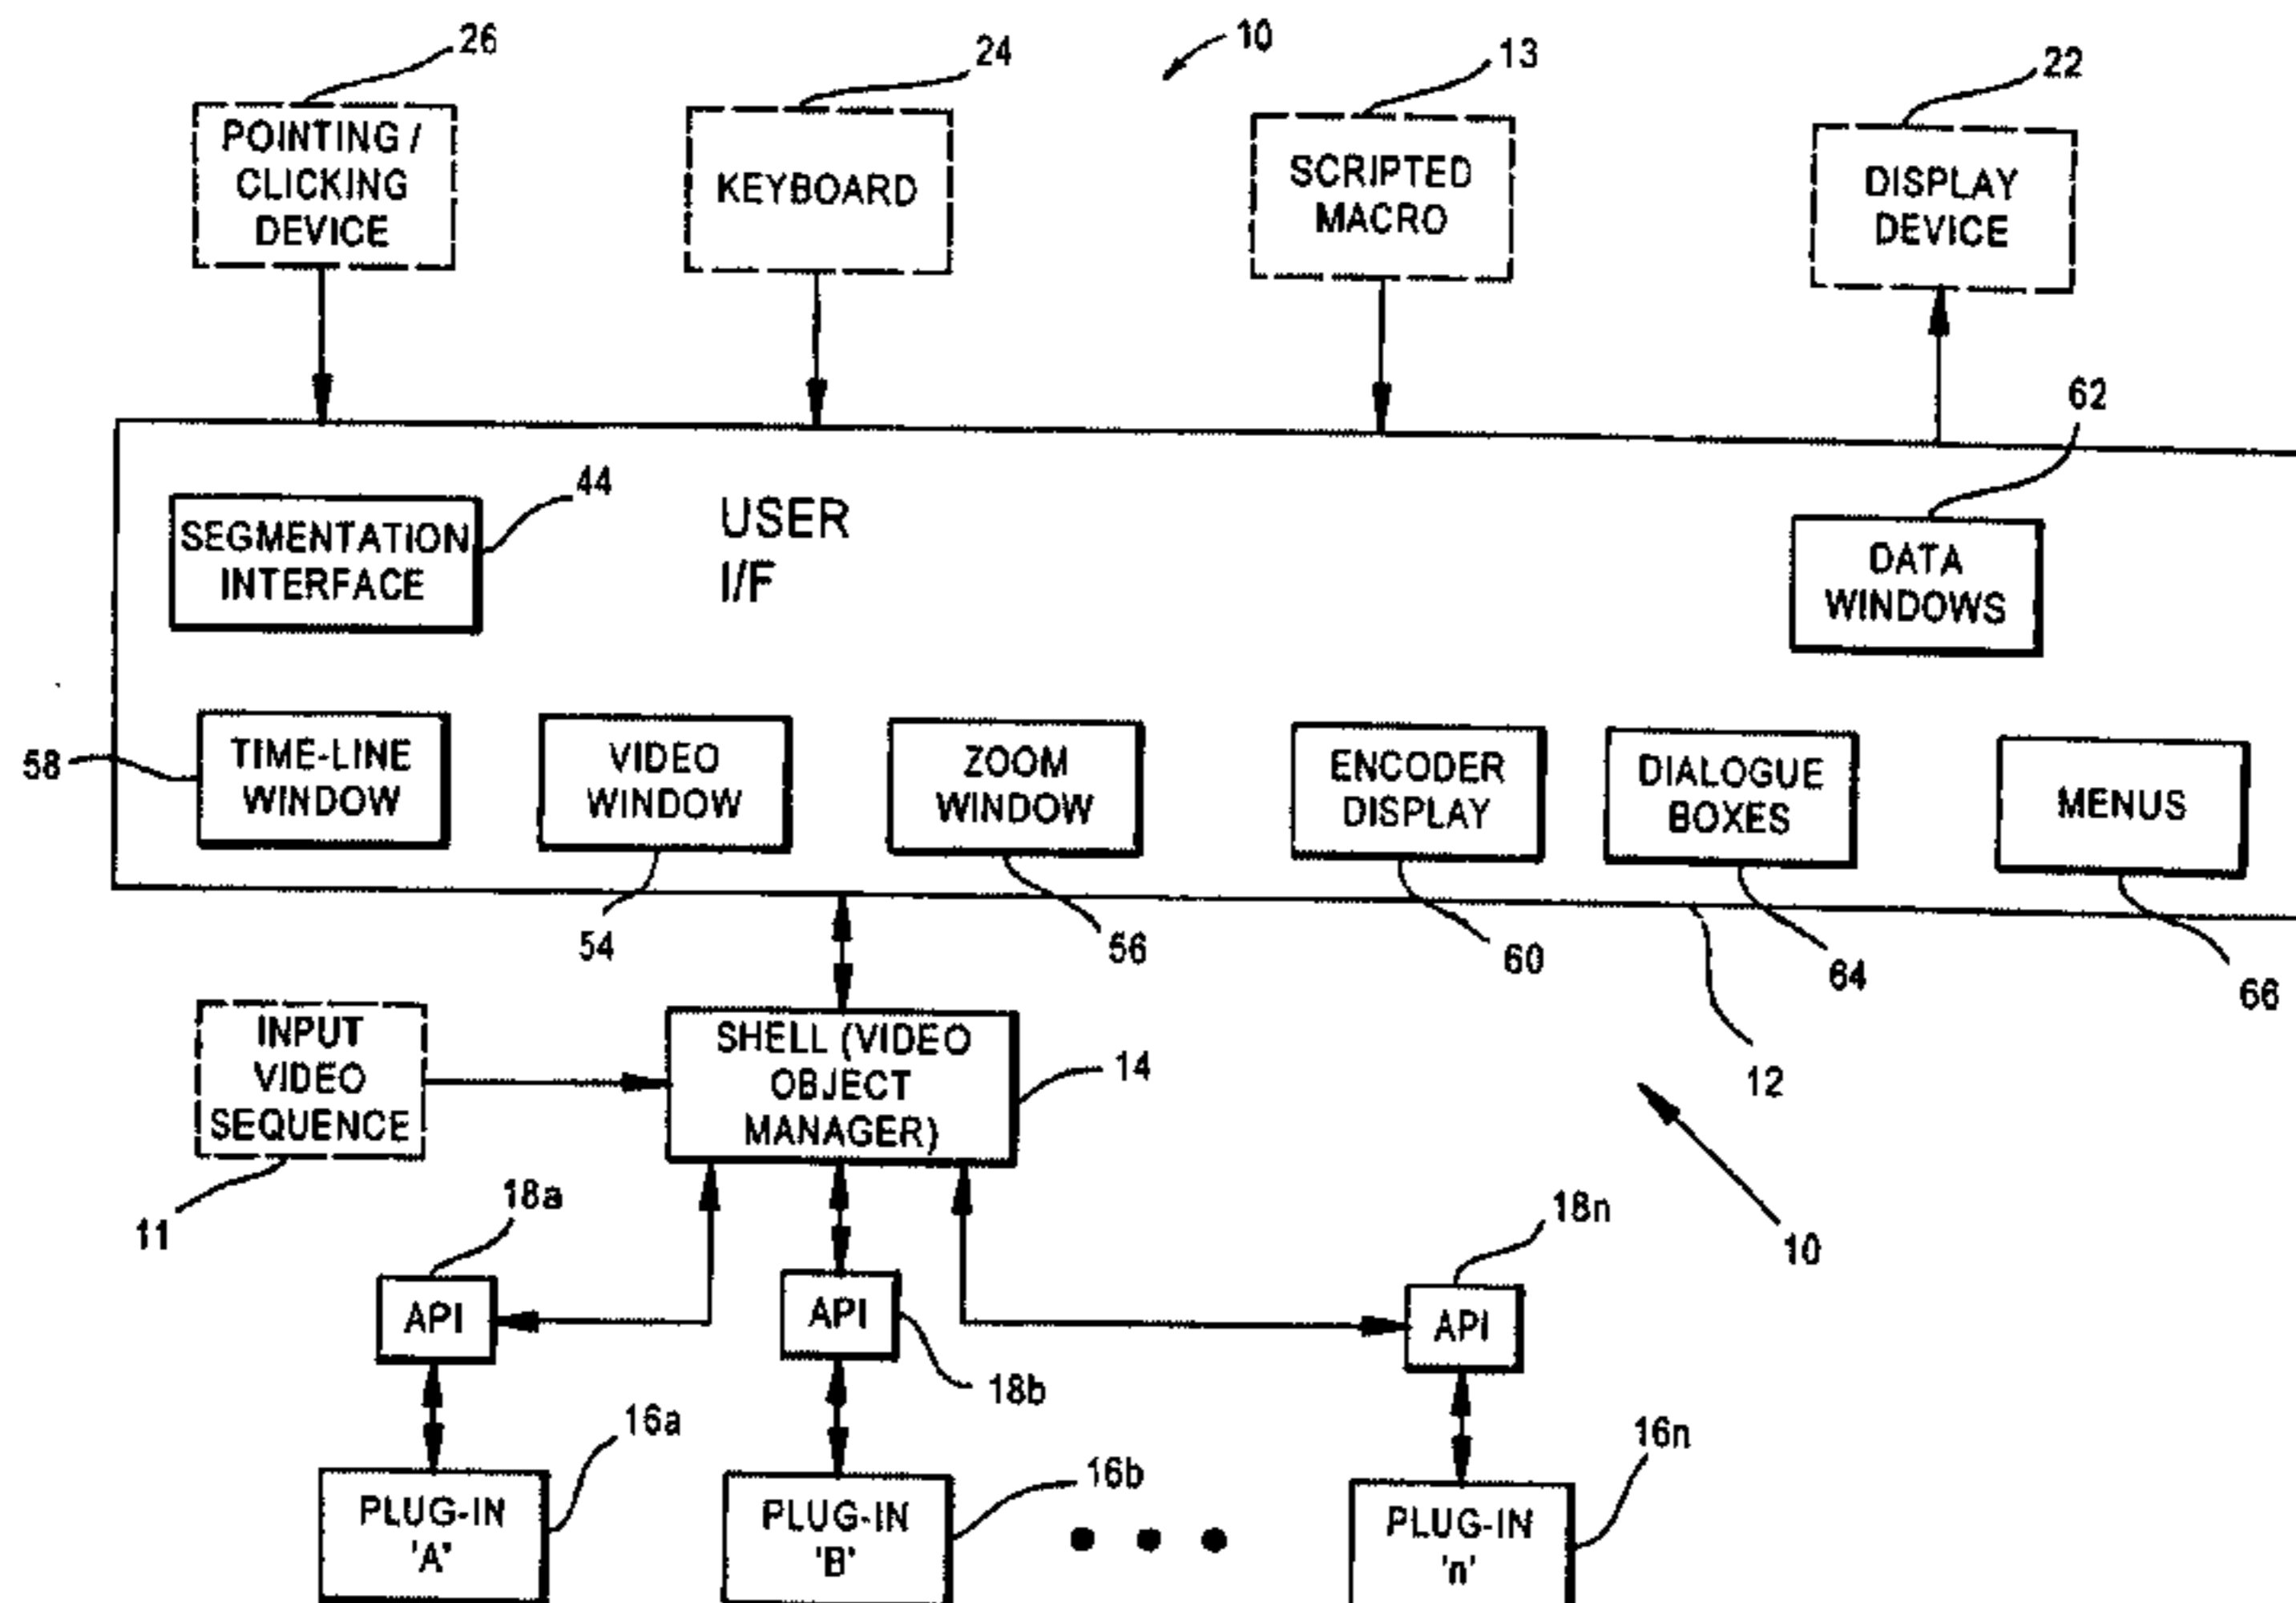 26
24
10
13
22
POINTING /
CLICKING
DEVICE
KEYBOARD
SCRIPTED
MACRO
DISPLAY
DEVICE
62
44
SEGMENTATION
INTERFACE
USER
I/F
DATA
WINDOWS
58
TIME-LINE
WINDOW
VIDEO
WINDOW
ZOOM
WINDOW
ENCODER
DISPLAY
DIALOGUE
BOXES
MENUS
54
56
60
64
66
12
INPUT
VIDEO
SEQUENCE
11
SHELL (VIDEO
OBJECT
MANAGER)
14
10
18a
API
API
18b
18n
API
16a
PLUG-IN
'A'
16b
PLUG-IN
'B'
16n
PLUG-IN
'n'